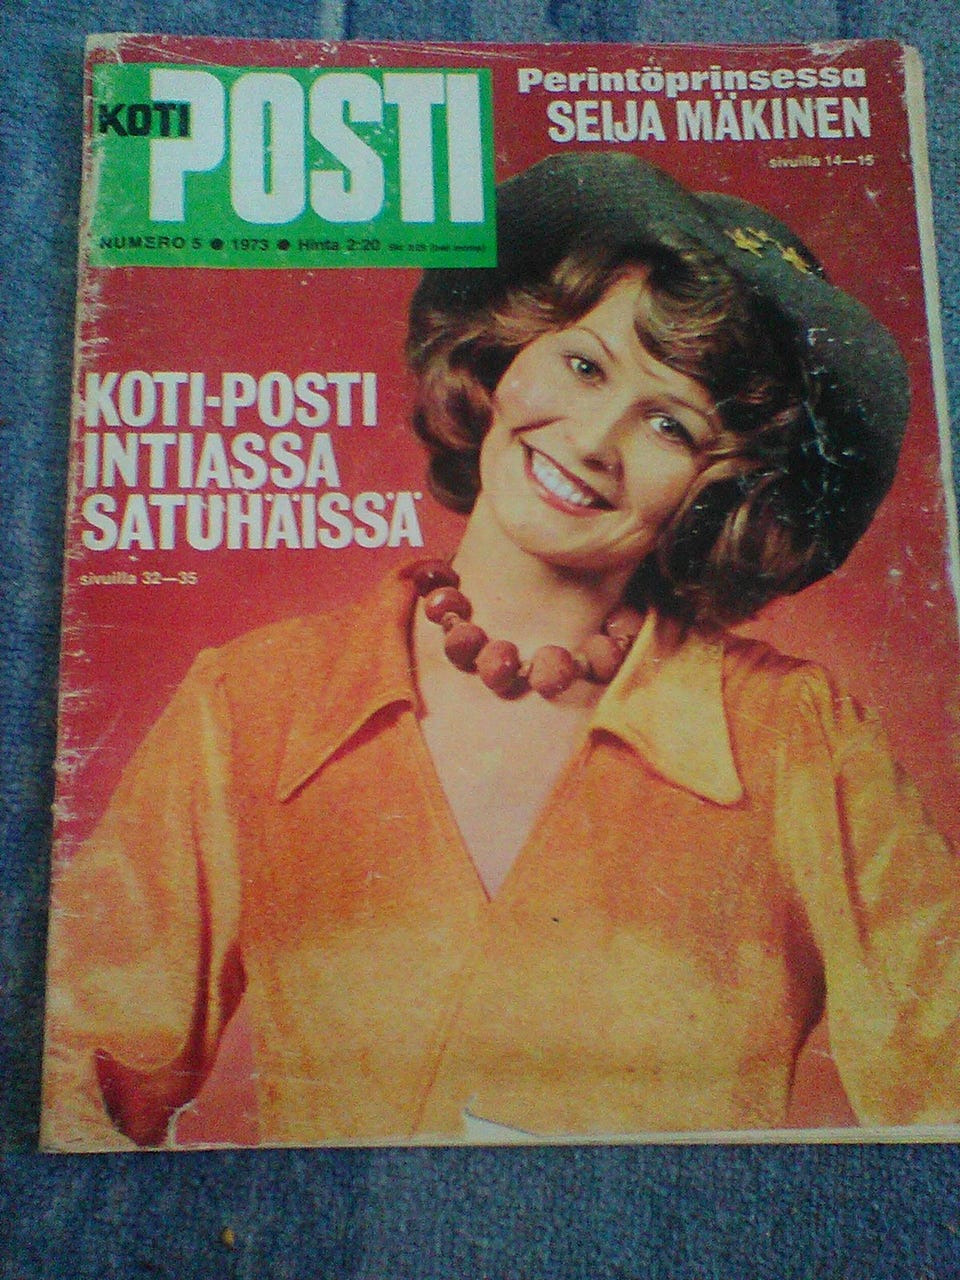 KOTI POSTI
NUMERO 5 ● 1973 ● Hinta 2:20
Perintöprinsessa
SEIJA MÄKINEN
sivuilla 14—15
KOTI-POSTI
INTIASSA
SATUHÄISSÄ
sivuilla 32—35